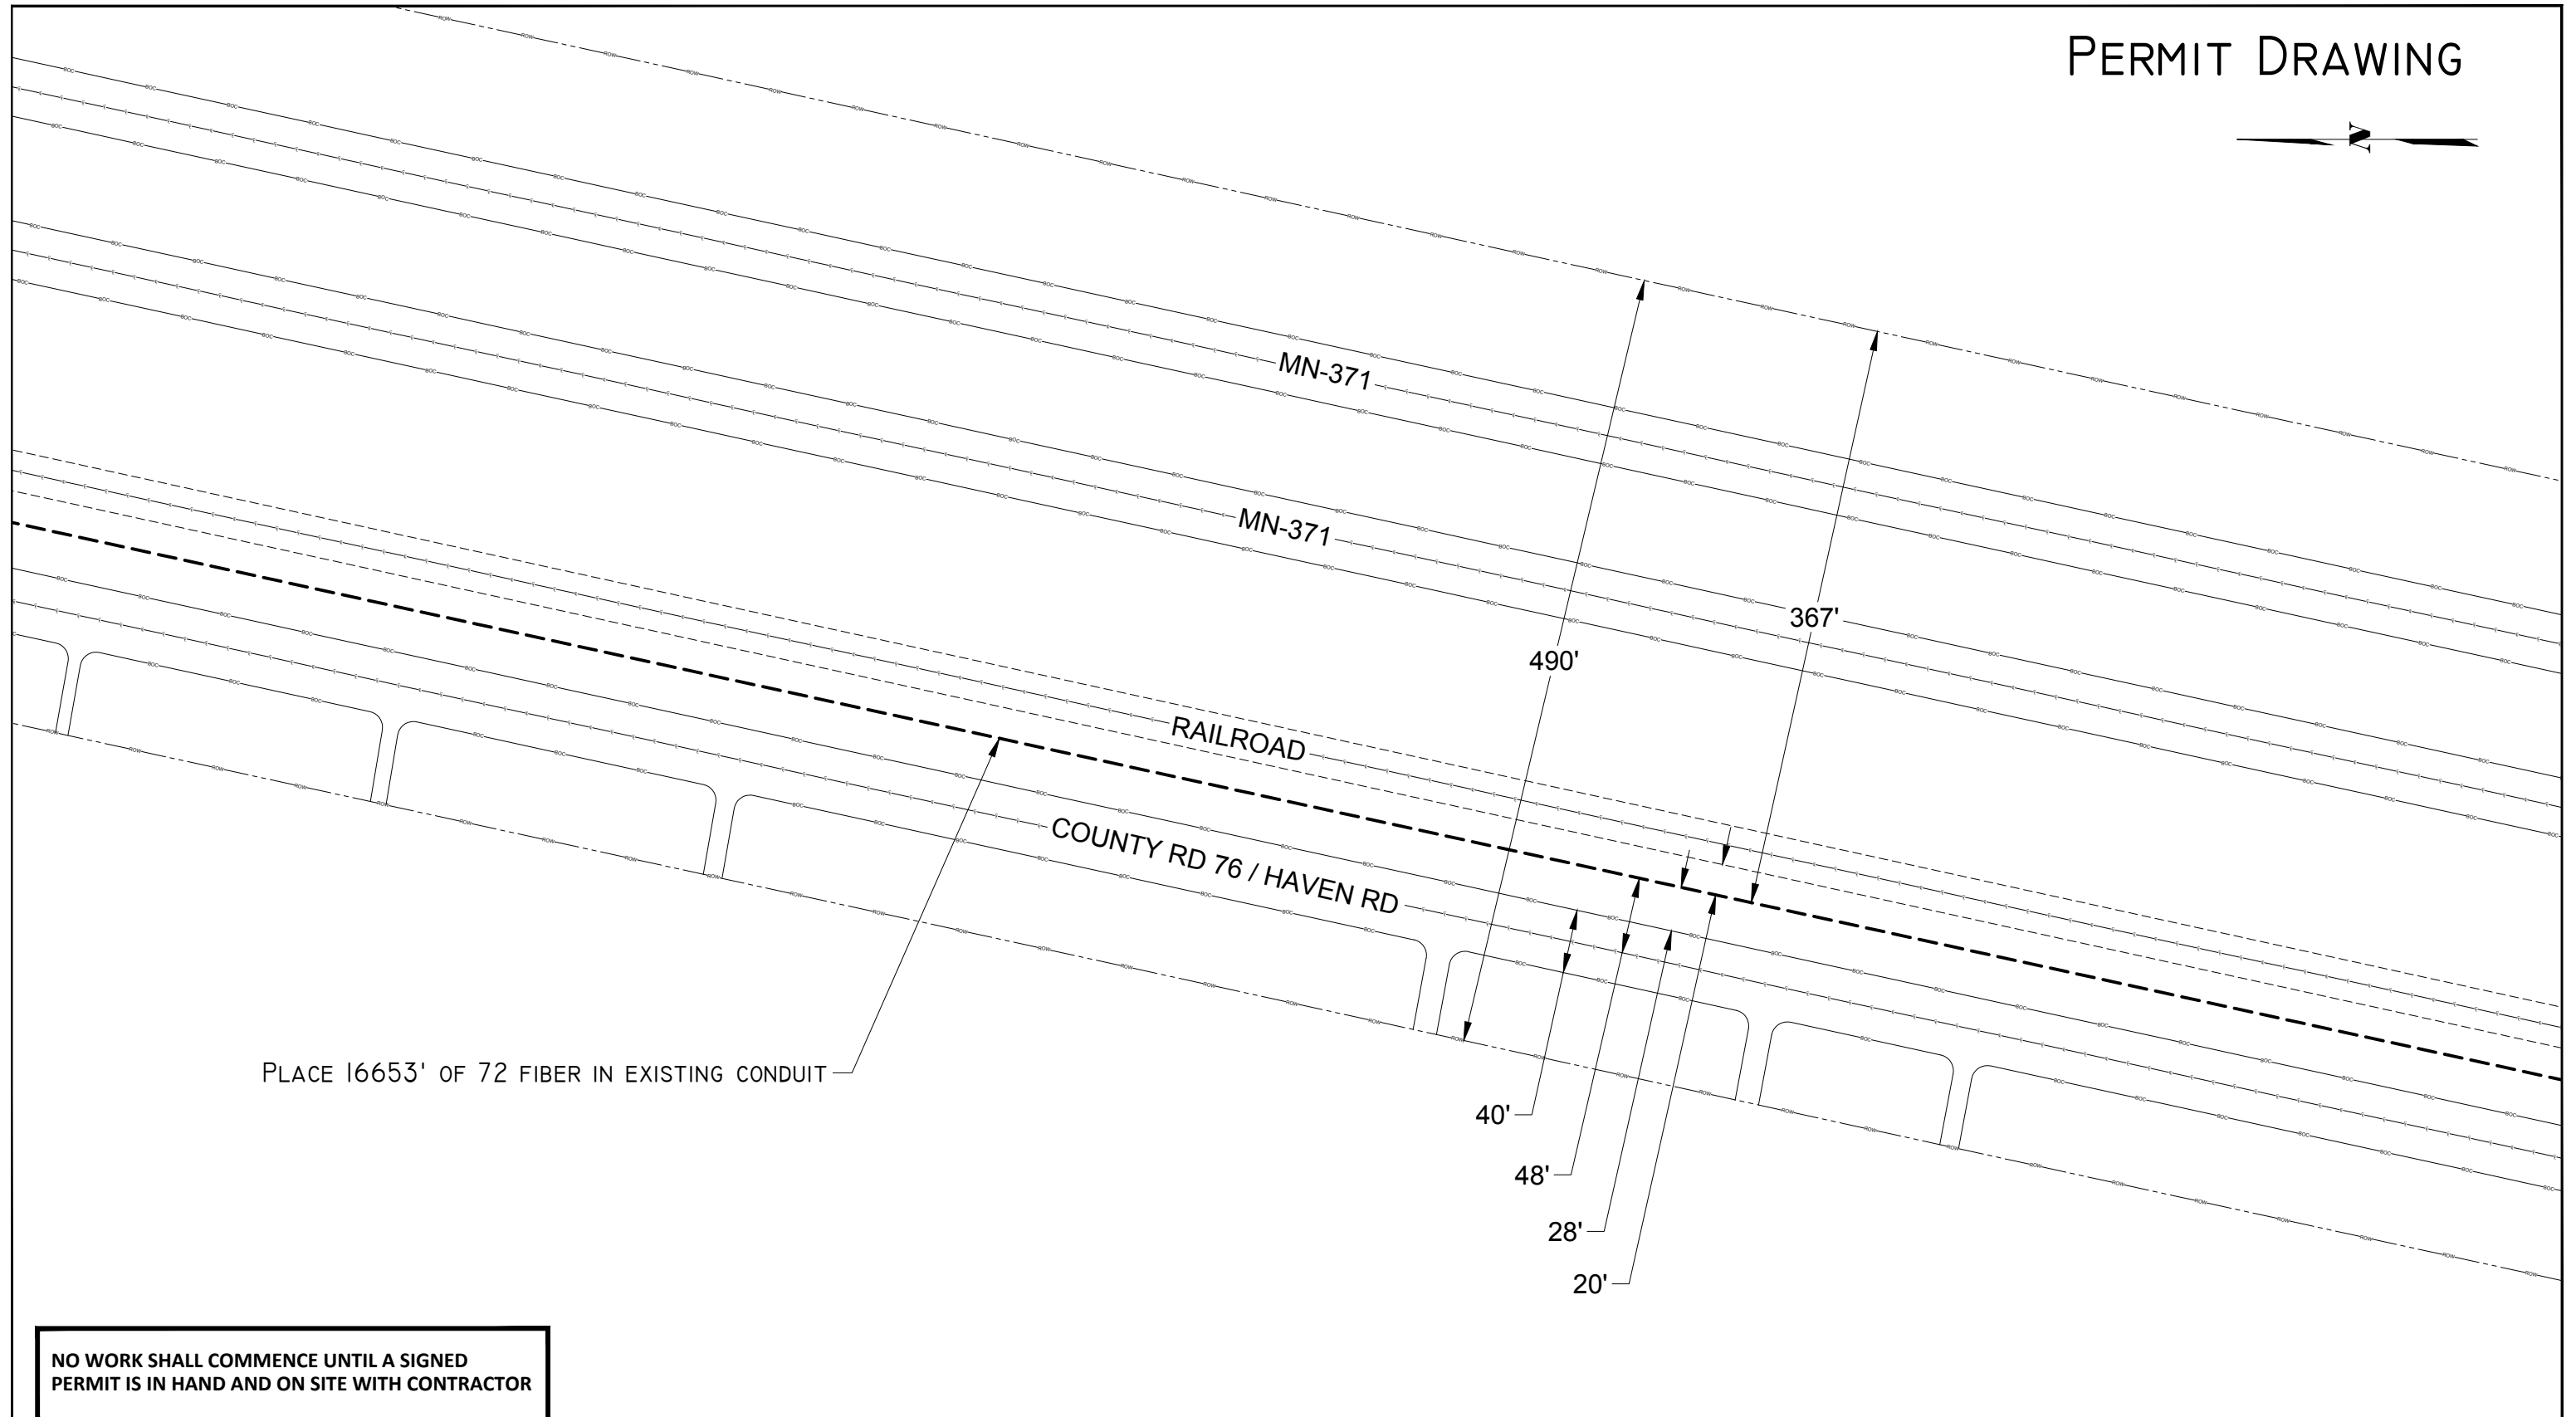 PERMIT DRAWING
N
MN-371
MN-371
367'
490'
RAILROAD
COUNTY RD 76 / HAVEN RD
PLACE 16653' OF 72 FIBER IN EXISTING CONDUIT
40'
48'
28'
20'
NO WORK SHALL COMMENCE UNTIL A SIGNED
PERMIT IS IN HAND AND ON SITE WITH CONTRACTOR